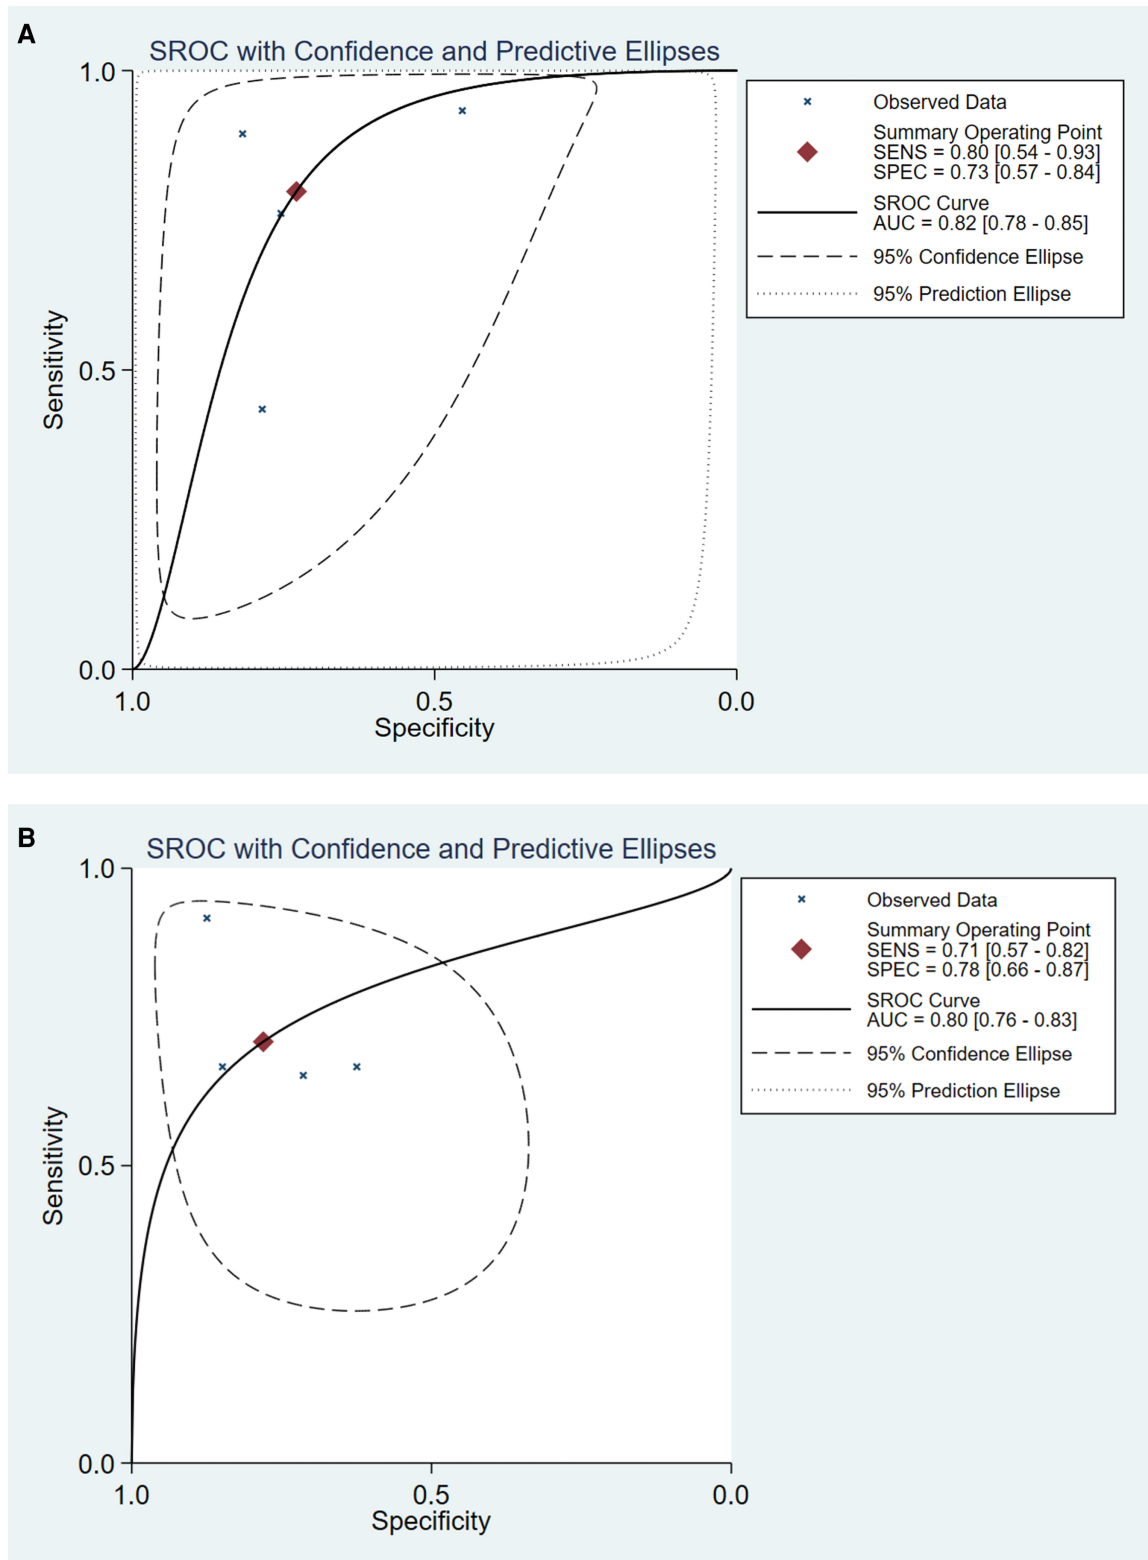 A
SROC with Confidence and Predictive Ellipses
1.0
0.5
0.0
Sensitivity
1.0
0.5
0.0
Specificity
Observed Data
Summary Operating Point
SENS = 0.80 [0.54 - 0.93]
SPEC = 0.73 [0.57 - 0.84]
SROC Curve
AUC = 0.82 [0.78 - 0.85]
95% Confidence Ellipse
95% Prediction Ellipse
B
SROC with Confidence and Predictive Ellipses
1.0
0.5
0.0
Sensitivity
1.0
0.5
0.0
Specificity
Observed Data
Summary Operating Point
SENS = 0.71 [0.57 - 0.82]
SPEC = 0.78 [0.66 - 0.87]
SROC Curve
AUC = 0.80 [0.76 - 0.83]
95% Confidence Ellipse
95% Prediction Ellipse